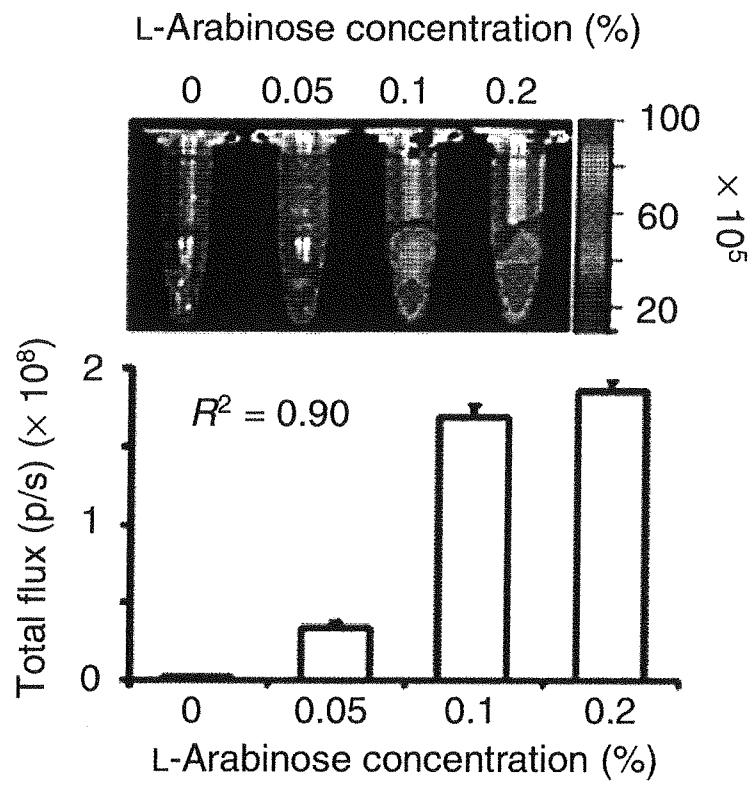 L-Arabinose concentration (%)
0 0.05 0.1 0.2
100
60
20
× 10⁵
2
1
0
Total flux (p/s) (× 10⁸)
R² = 0.90
0 0.05 0.1 0.2
L-Arabinose concentration (%)